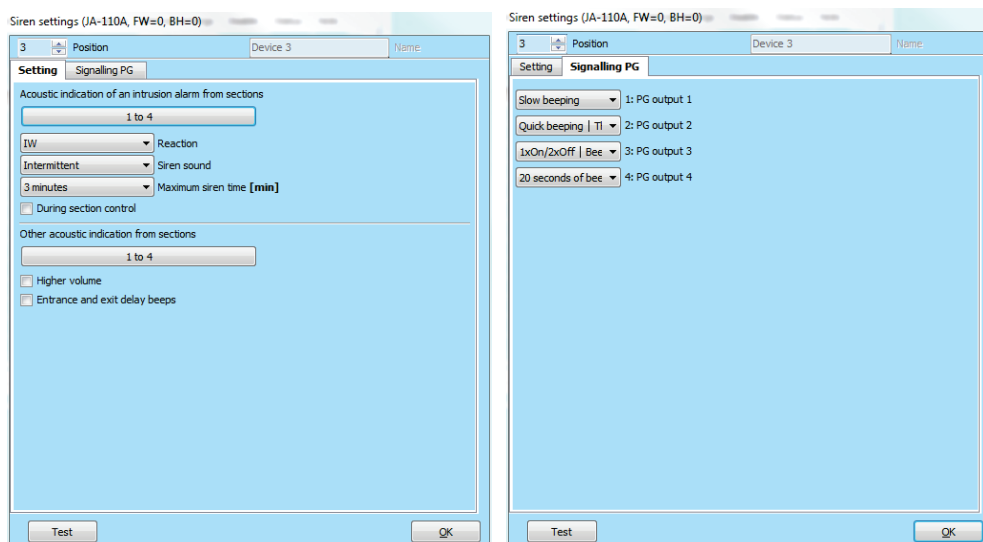 Siren settings (JA-110A, FW=0, BH=0)
3 Position Device 3 Name
Setting Signalling PG
Acoustic indication of an intrusion alarm from sections
1 to 4
IW Reaction
Intermittent Siren sound
3 minutes Maximum siren time [min]
During section control
Other acoustic indication from sections
1 to 4
Higher volume
Entrance and exit delay beeps
Test OK
Siren settings (JA-110A, FW=0, BH=0)
3 Position Device 3 Name
Setting Signalling PG
Slow beeping 1: PG output 1
Quick beeping | Tl 2: PG output 2
1xOn/2xOff | Bee 3: PG output 3
20 seconds of bee 4: PG output 4
Test OK